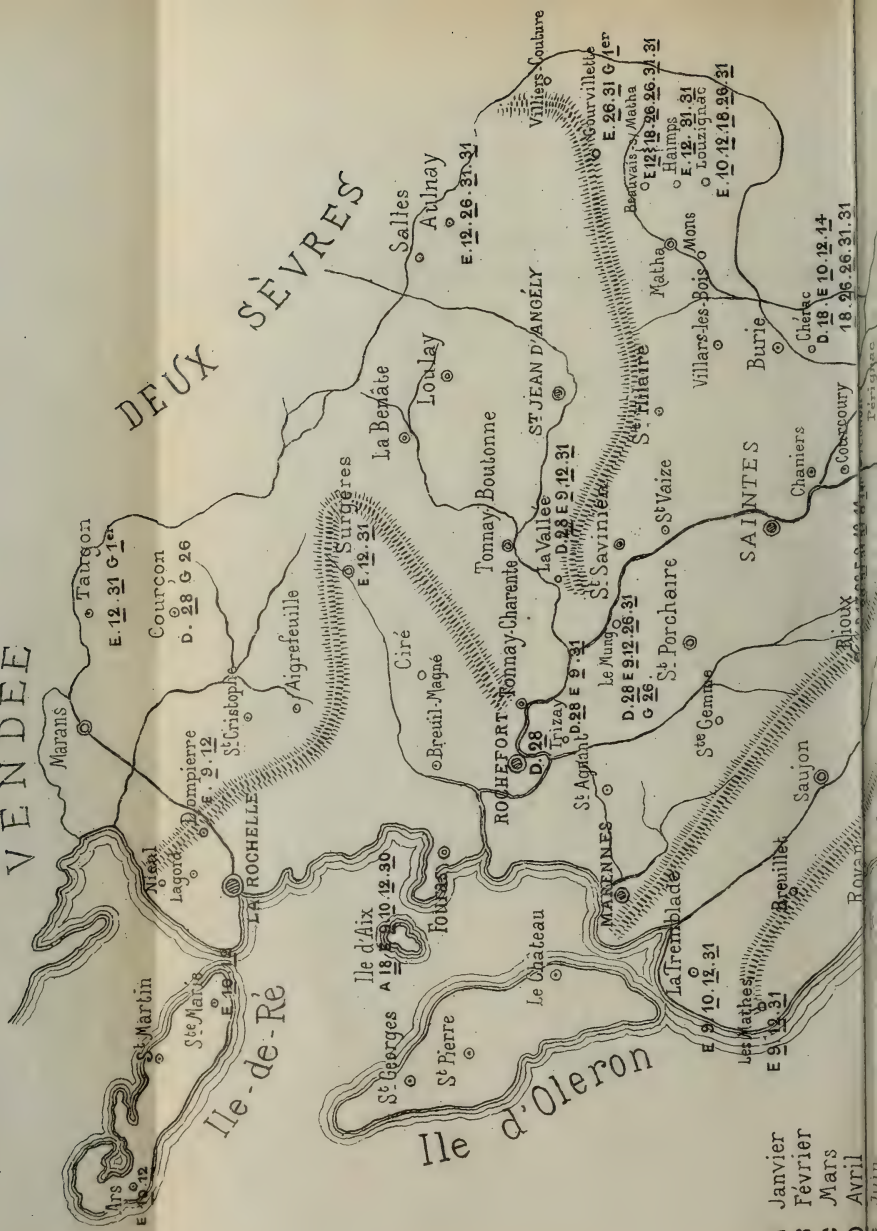 VENDÉE
DEUX SÈVRES
Marans
Taugon
E. 12. 31 G 1er
Courçon
D. 28 G 26
St Cristophe
Aigrefeuille
Surgères
E. 12. 31
Nieul
Lagord
Dompierre
E. 9. 12
LA ROCHELLE
Ars
E 10. 12
St Martin
Ste Marie
Ile-de-Ré
Ciré
Breuil-Magné
Ile d'Aix
Fouras
ROCHEFORT
D. 28
Tonnay-Charente
Trizay
D. 28 E 9. 31
St Agnant
La Benâte
Loulay
Salles
Aulnay
E. 12. 26. 31. 31
Villiers-Couture
Gourvillette
E. 26. 31 G 1er
Beauvais-s/Matha
Haimps
E. 12. 31. 31
Louzignac
E. 10. 12. 18. 26. 31
Matha
Mons
Villars-les-Bois
Burie
Chérac
D. 18. E 10. 12. 14
18. 26. 26. 31. 31
ST JEAN D'ANGÉLY
Tonnay-Boutonne
La Vallée
D. 28 E 9. 12. 31
St Savinien
St Hilaire
Le Mung
D. 28 E 9. 12. 26. 31
G 26
St Vaize
St Porchaire
SAINTES
Chaniers
Courcoury
Ste Gemme
Rioux
Saujon
MARENNES
La Tremblade
E 9. 10. 12. 31
Les Mathes
E 9. 12. 31
Breuillet
Royan
Ile d'Oleron
St Georges
St Pierre
Le Château
Janvier
Février
Mars
Avril